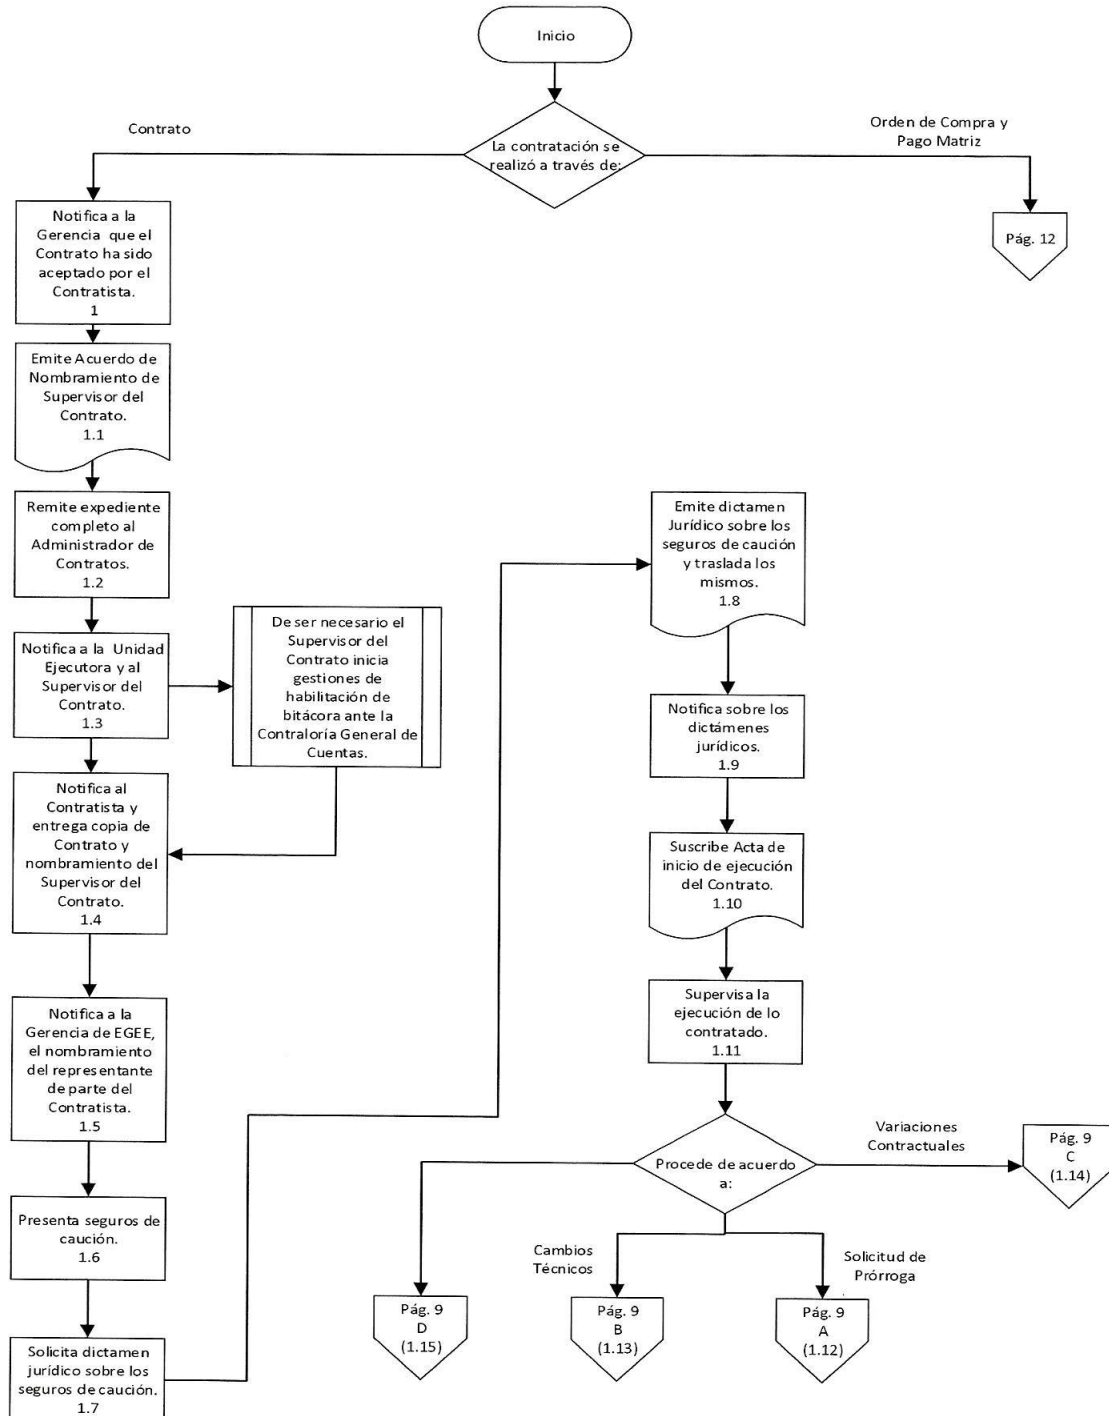 Inicio
La contratación se
realizó a través de:
Contrato
Orden de Compra y
Pago Matriz
Pág. 12
Notifica a la
Gerencia que el
Contrato ha sido
aceptado por el
Contratista.
1
Emite Acuerdo de
Nombramiento de
Supervisor del
Contrato.
1.1
Remite expediente
completo al
Administrador de
Contratos.
1.2
Notifica a la Unidad
Ejecutora y al
Supervisor del
Contrato.
1.3
De ser necesario el
Supervisor del
Contrato inicia
gestiones de
habilitación de
bitácora ante la
Contraloría General de
Cuentas.
Notifica al
Contratista y
entrega copia de
Contrato y
nombramiento del
Supervisor del
Contrato.
1.4
Notifica a la
Gerencia de EGEE,
el nombramiento
del representante
de parte del
Contratista.
1.5
Presenta seguros de
caución.
1.6
Solicita dictamen
jurídico sobre los
seguros de caución.
1.7
Emite dictamen
Jurídico sobre los
seguros de caución
y traslada los
mismos.
1.8
Notifica sobre los
dictámenes
jurídicos.
1.9
Suscribe Acta de
inicio de ejecución
del Contrato.
1.10
Supervisa la
ejecución de lo
contratado.
1.11
Procede de acuerdo
a:
Variaciones
Contractuales
Pág. 9
C
(1.14)
Cambios
Técnicos
Solicitud de
Prórroga
Pág. 9
D
(1.15)
Pág. 9
B
(1.13)
Pág. 9
A
(1.12)